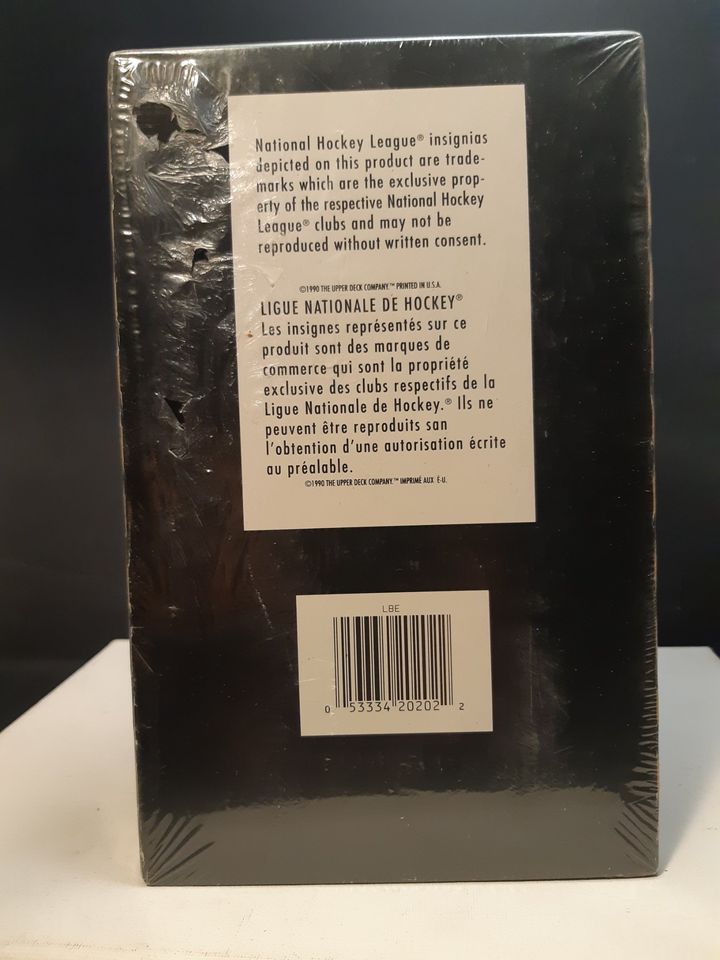 National Hockey League® insignias
depicted on this product are trade-
marks which are the exclusive prop-
erty of the respective National Hockey
League® clubs and may not be
reproduced without written consent.
©1990 THE UPPER DECK COMPANY.™ PRINTED IN U.S.A.
LIGUE NATIONALE DE HOCKEY®
Les insignes représentés sur ce
produit sont des marques de
commerce qui sont la propriété
exclusive des clubs respectifs de la
Ligue Nationale de Hockey.® Ils ne
peuvent être reproduits san
l'obtention d'une autorisation écrite
au préalable.
©1990 THE UPPER DECK COMPANY.™ IMPRIMÉ AUX É-U.
LBE
0 53334 20202 2